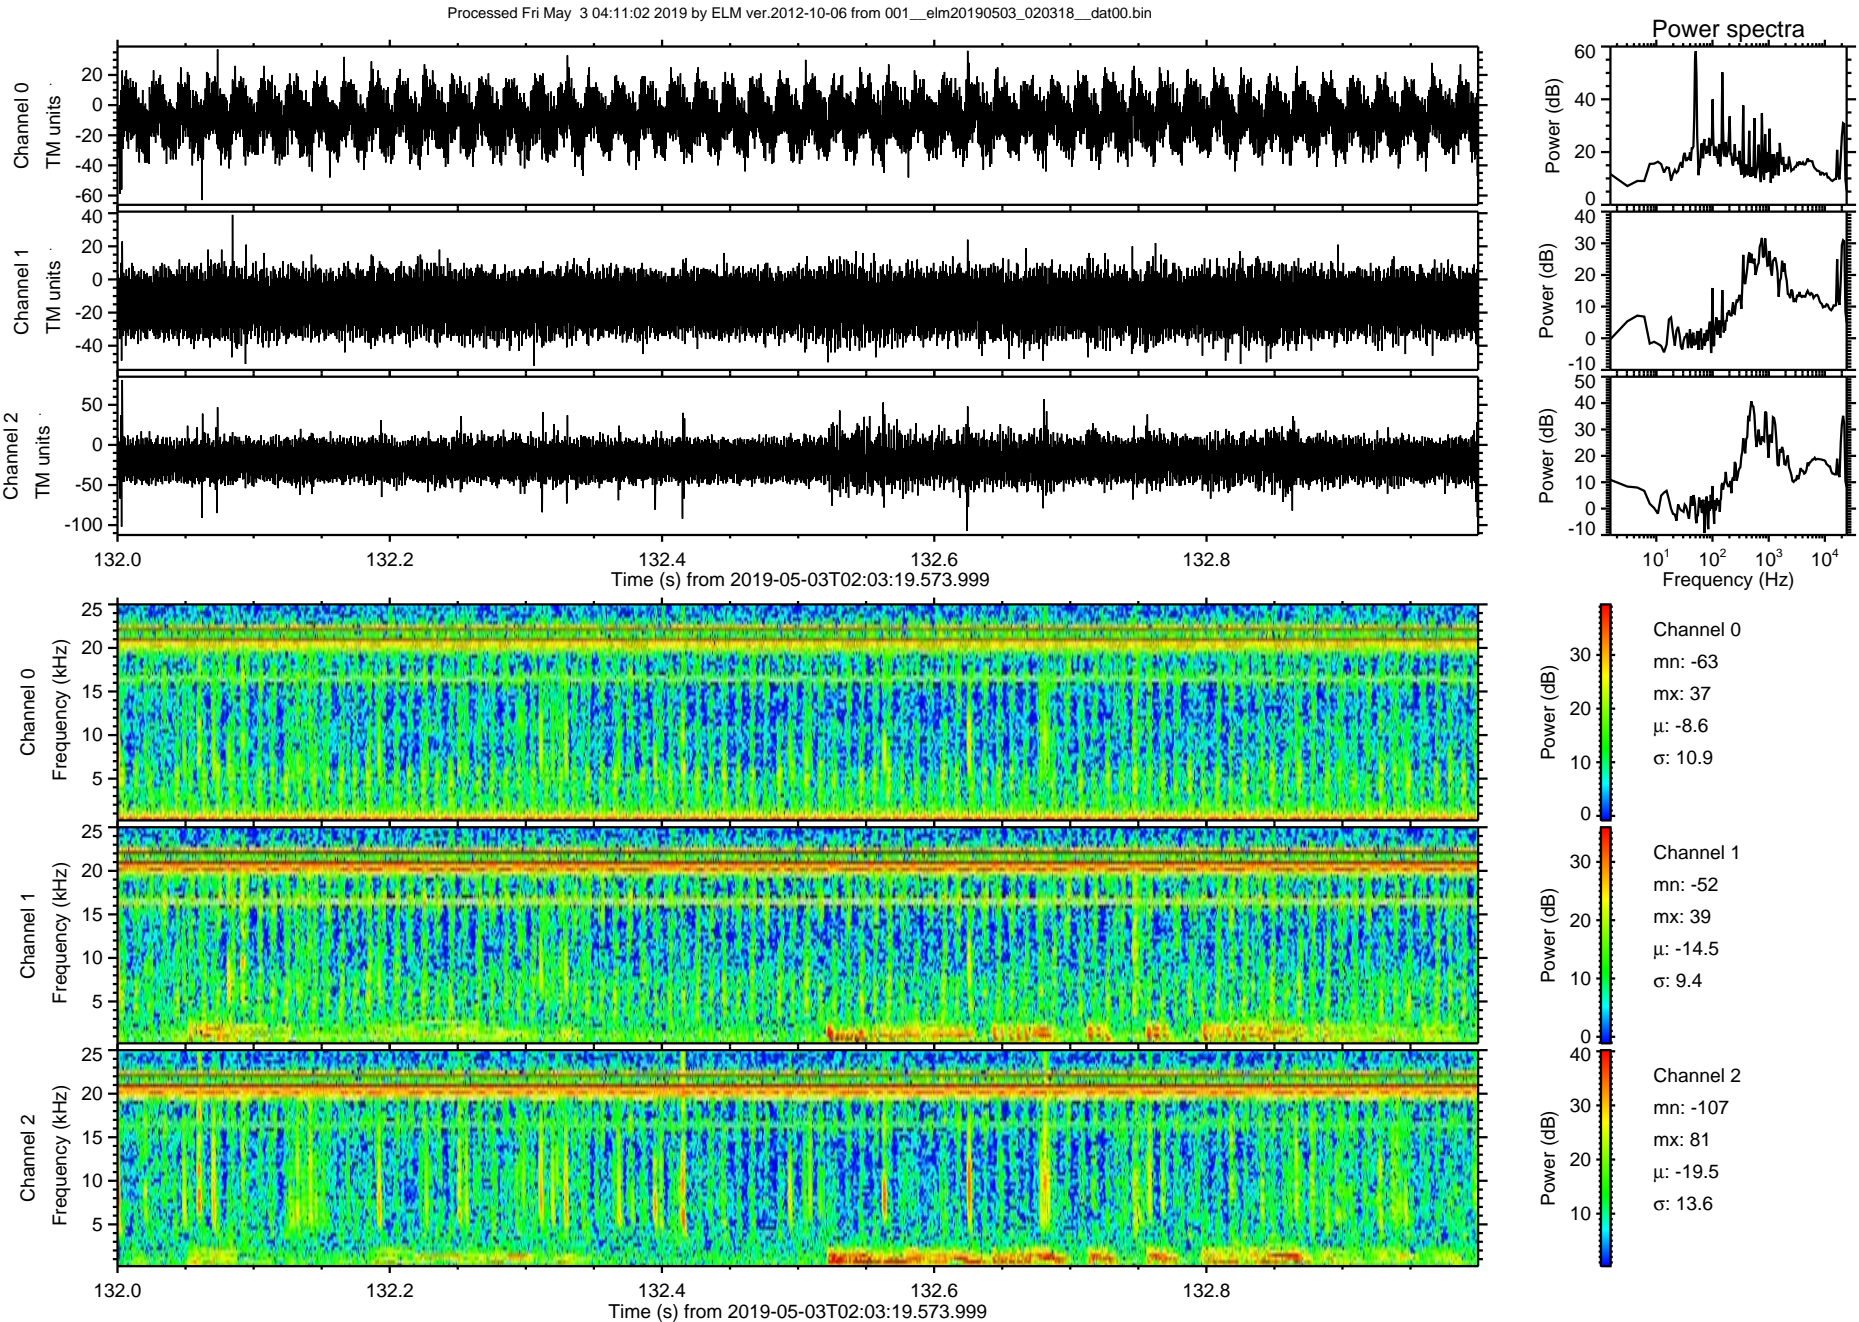 Processed Fri May  3 04:11:02 2019 by ELM ver.2012-10-06 from 001__elm20190503_020318__dat00.bin
Power spectra
Channel 0
TM units
20
0
-20
-40
-60
Power (dB)
60
40
20
0
Channel 1
TM units
40
20
0
-20
-40
Power (dB)
40
30
20
10
0
-10
Channel 2
TM units
50
0
-50
-100
Power (dB)
50
40
30
20
10
0
-10
132.0 132.2 132.4 132.6 132.8
Time (s) from 2019-05-03T02:03:19.573.999
10¹ 10² 10³ 10⁴
Frequency (Hz)
Channel 0
Frequency (kHz)
25
20
15
10
5
Power (dB)
30
20
10
0
Channel 0
mn: -63
mx: 37
μ: -8.6
σ: 10.9
Channel 1
Frequency (kHz)
25
20
15
10
5
Power (dB)
30
20
10
0
Channel 1
mn: -52
mx: 39
μ: -14.5
σ: 9.4
Channel 2
Frequency (kHz)
25
20
15
10
5
Power (dB)
40
30
20
10
Channel 2
mn: -107
mx: 81
μ: -19.5
σ: 13.6
132.0 132.2 132.4 132.6 132.8
Time (s) from 2019-05-03T02:03:19.573.999